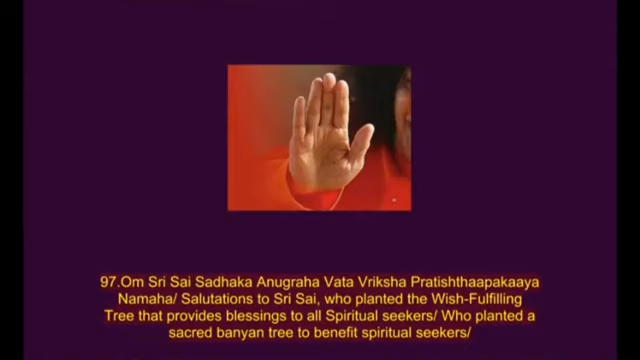 97.Om Sri Sai Sadhaka Anugraha Vata Vriksha Pratishthaapakaaya
Namaha/ Salutations to Sri Sai, who planted the Wish-Fulfilling
Tree that provides blessings to all Spiritual seekers/ Who planted a
sacred banyan tree to benefit spiritual seekers/